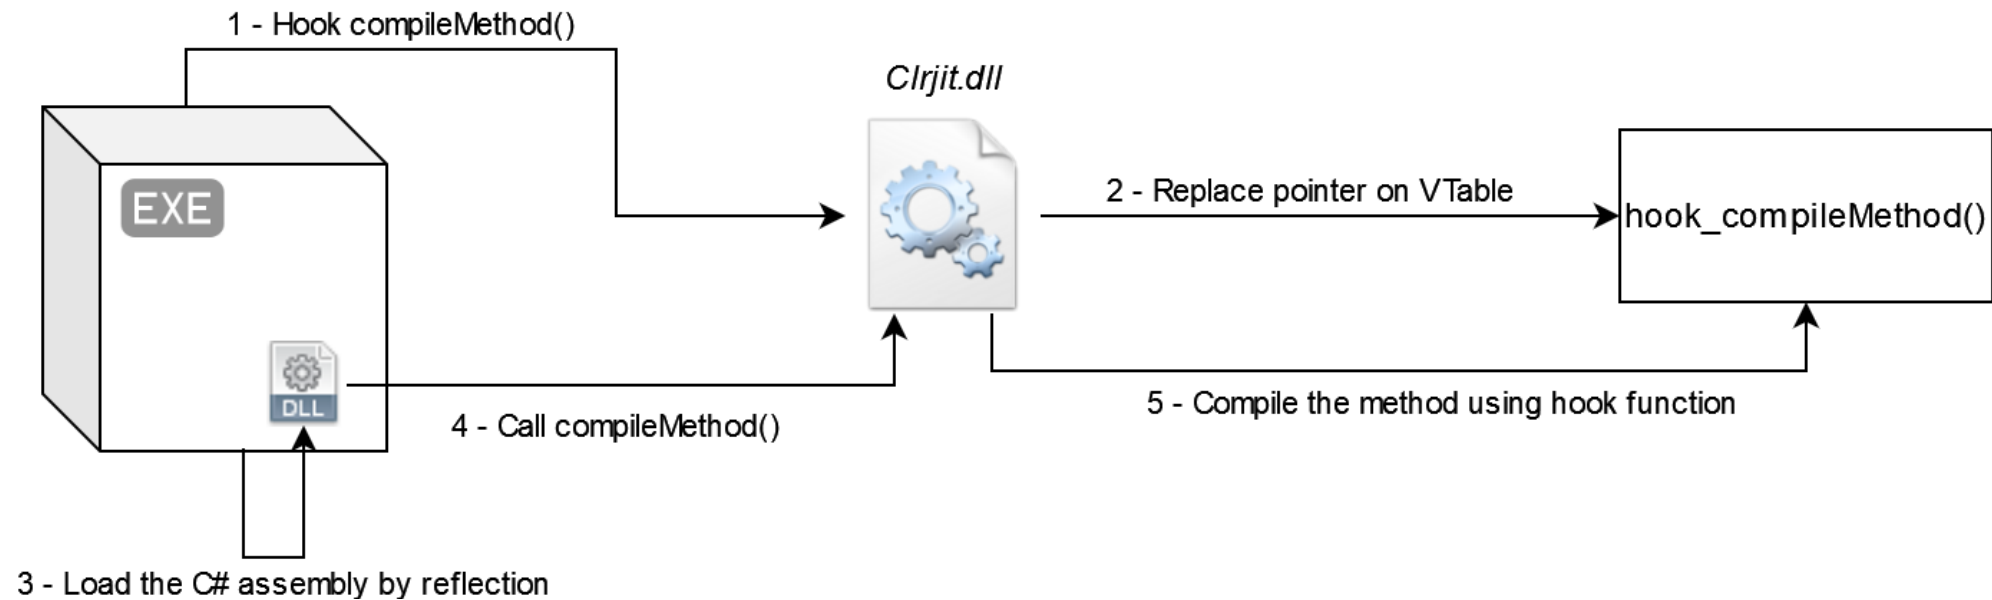 1 - Hook compileMethod()
Clrjit.dll
EXE
2 - Replace pointer on VTable
hook_compileMethod()
DLL
4 - Call compileMethod()
5 - Compile the method using hook function
3 - Load the C# assembly by reflection